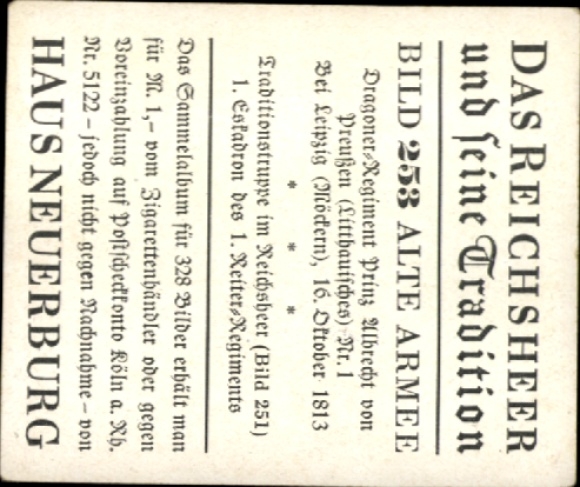 DAS REICHSHEER
und seine Tradition
BILD 253 ALTE ARMEE
Dragoner-Regiment Prinz Albrecht von
Preußen (Litthauisches) Nr. 1
Bei Leipzig (Möckern), 16. Oktober 1813
* * *
Traditionstruppe im Reichsheer (Bild 251)
1. Eskadron des 1. Reiter-Regiments
Das Sammelalbum für 328 Bilder erhält man
für M. 1,– vom Zigarettenhändler oder gegen
Voreinzahlung auf Postscheckkonto Köln a. Rh.
Nr. 5122 – jedoch nicht gegen Nachnahme – von
HAUS NEUERBURG